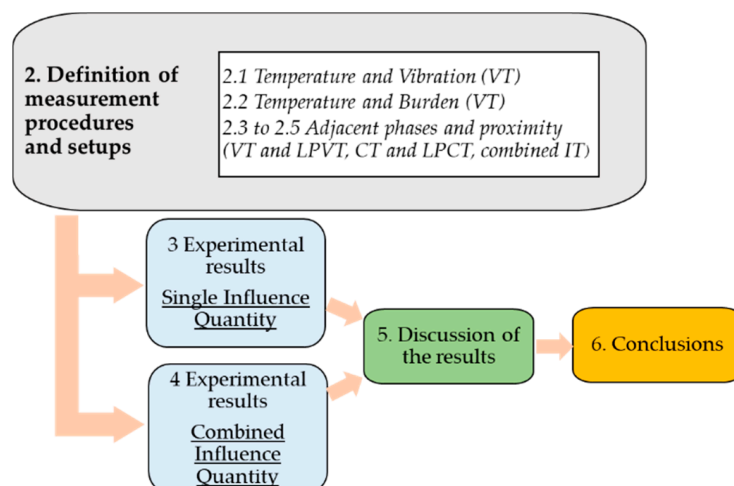 2. Definition of
measurement
procedures
and setups
2.1 Temperature and Vibration (VT)
2.2 Temperature and Burden (VT)
2.3 to 2.5 Adjacent phases and proximity
(VT and LPVT, CT and LPCT, combined IT)
3 Experimental
results
Single Influence
Quantity
4 Experimental
results
Combined
Influence
Quantity
5. Discussion of
the results
6. Conclusions